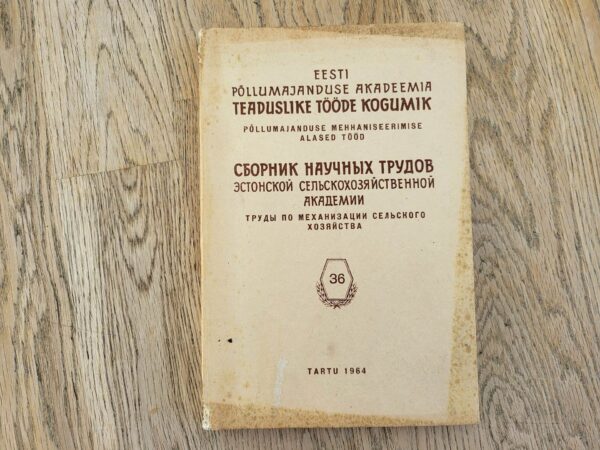 EESTI
PÕLLUMAJANDUSE AKADEEMIA
TEADUSLIKE TÖÖDE KOGUMIK
PÕLLUMAJANDUSE MEHHANISEERIMISE
ALASED TÖÖD
СБОРНИК НАУЧНЫХ ТРУДОВ
ЭСТОНСКОЙ СЕЛЬСКОХОЗЯЙСТВЕННОЙ
АКАДЕМИИ
ТРУДЫ ПО МЕХАНИЗАЦИИ СЕЛЬСКОГО
ХОЗЯЙСТВА
36
TARTU 1964